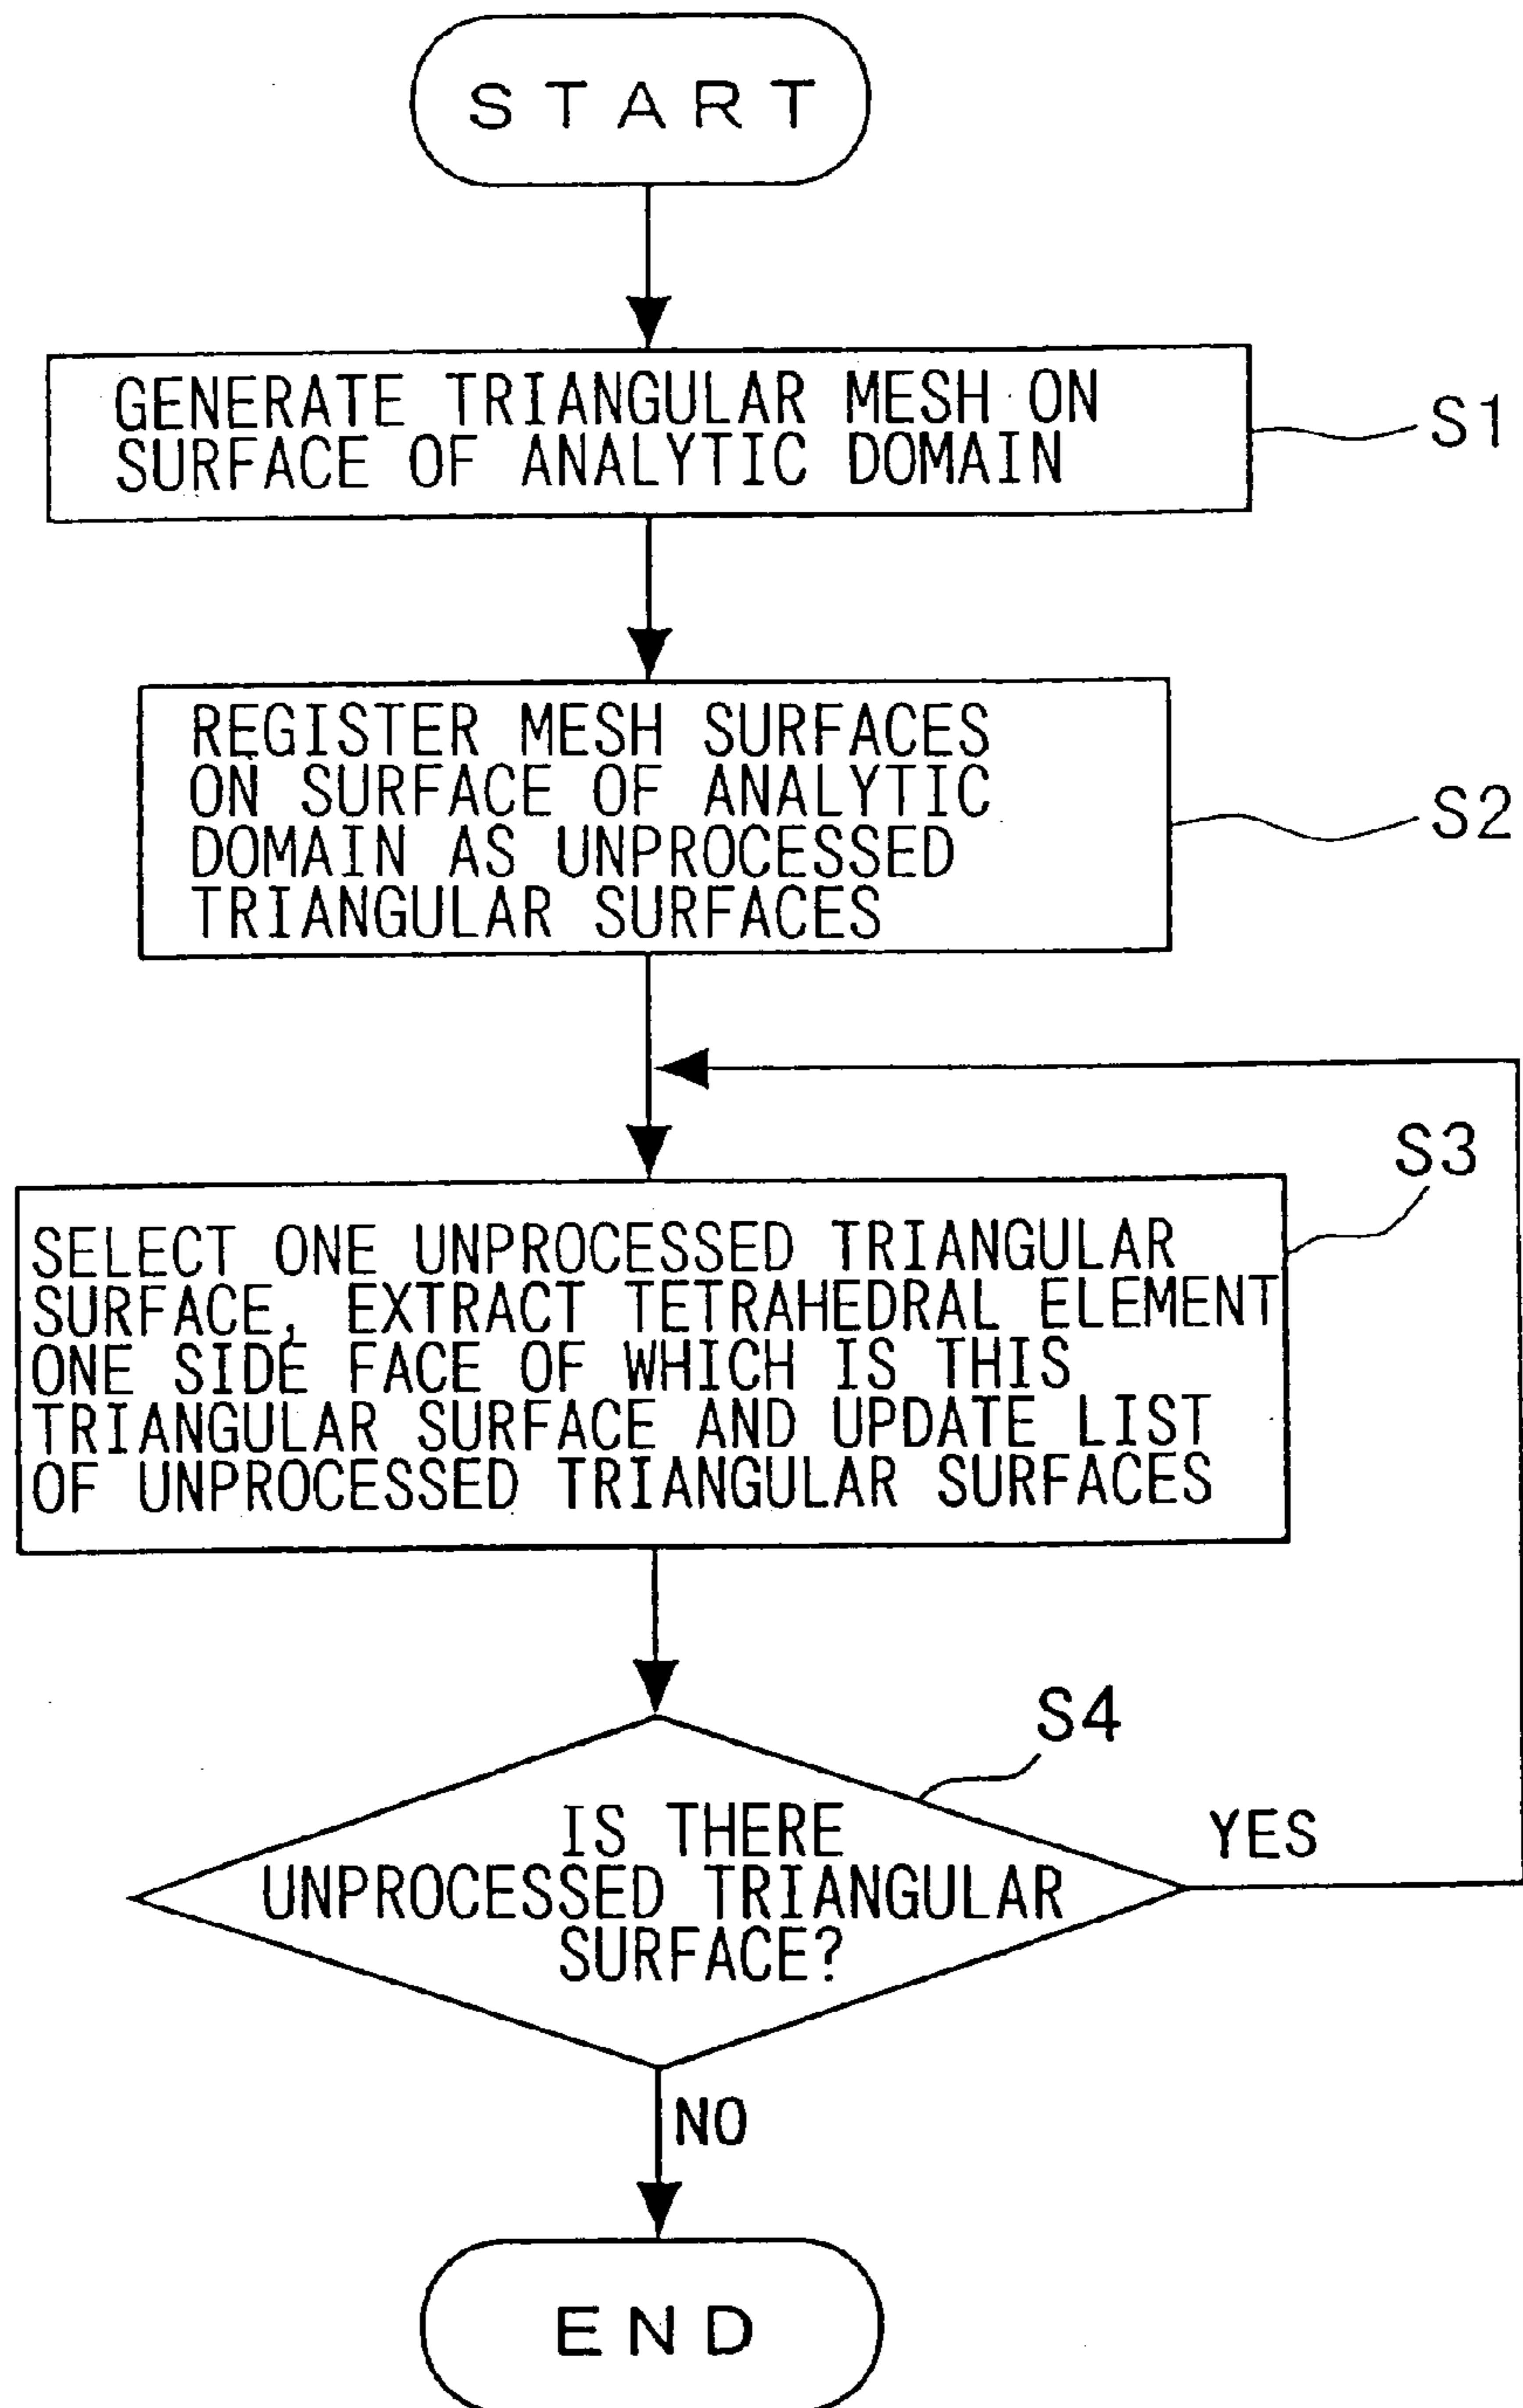 START
GENERATE TRIANGULAR MESH ON
SURFACE OF ANALYTIC DOMAIN
S1
REGISTER MESH SURFACES
ON SURFACE OF ANALYTIC
DOMAIN AS UNPROCESSED
TRIANGULAR SURFACES
S2
S3
SELECT ONE UNPROCESSED TRIANGULAR
SURFACE, EXTRACT TETRAHEDRAL ELEMENT
ONE SIDE FACE OF WHICH IS THIS
TRIANGULAR SURFACE AND UPDATE LIST
OF UNPROCESSED TRIANGULAR SURFACES
S4
IS THERE
UNPROCESSED TRIANGULAR
SURFACE?
YES
NO
END